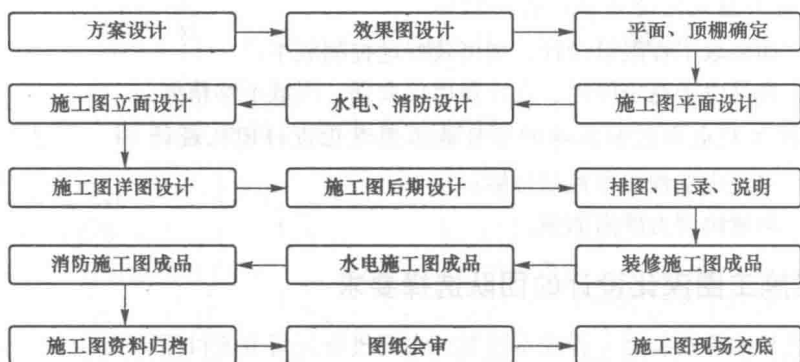 方案设计
效果图设计
平面、顶棚确定
施工图立面设计
水电、消防设计
施工图平面设计
施工图详图设计
施工图后期设计
排图、目录、说明
消防施工图成品
水电施工图成品
装修施工图成品
施工图资料归档
图纸会审
施工图现场交底